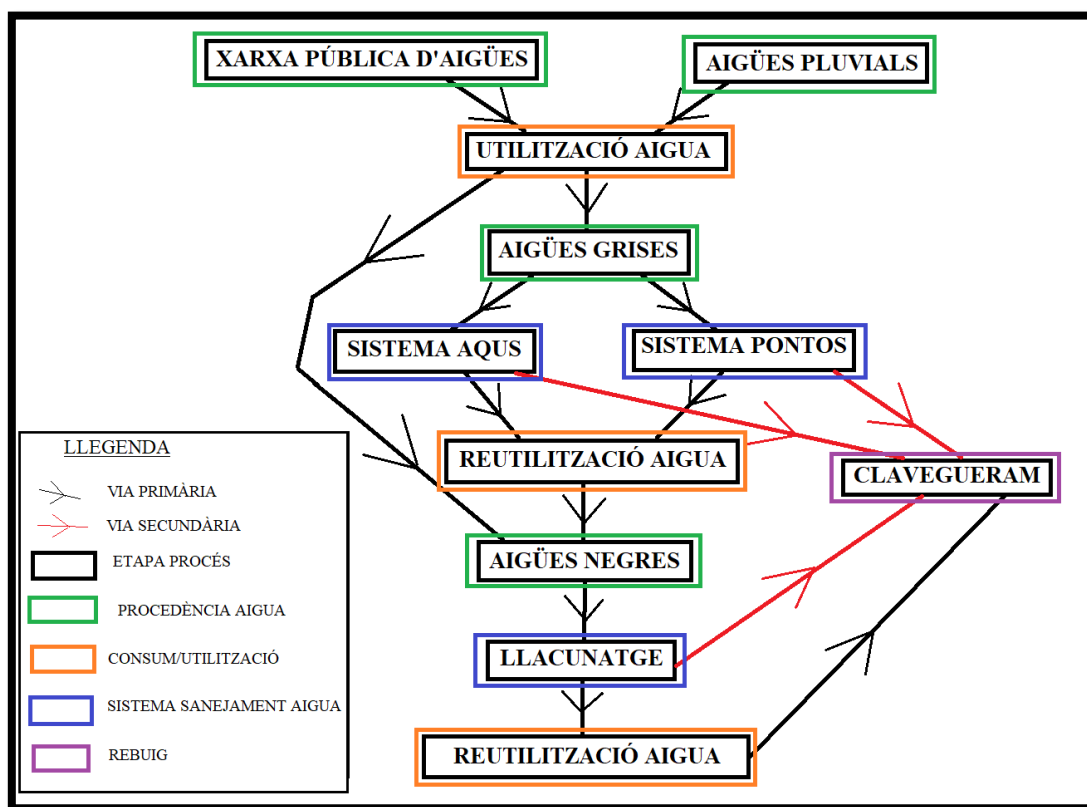 XARXA PÚBLICA D'AIGÜES
AIGÜES PLUVIALS
UTILITZACIÓ AIGUA
AIGÜES GRISES
SISTEMA AQUS
SISTEMA PONTOS
REUTILITZACIÓ AIGUA
CLAVEGUERAM
AIGÜES NEGRES
LLACUNATGE
REUTILITZACIÓ AIGUA
LLEGENDA
VIA PRIMÀRIA
VIA SECUNDÀRIA
ETAPA PROCÉS
PROCEDÈNCIA AIGUA
CONSUM/UTILITZACIÓ
SISTEMA SANEJAMENT AIGUA
REBUIG